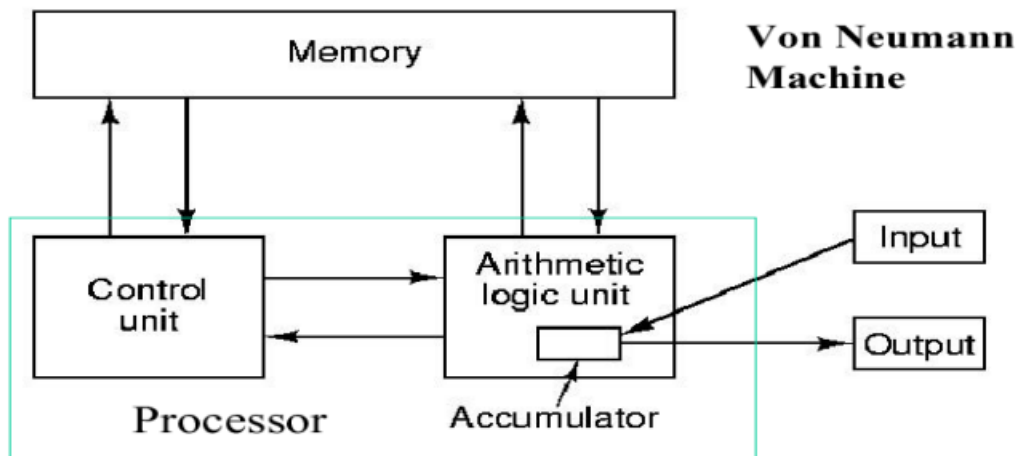 Memory
Von Neumann
Machine
Control
unit
Arithmetic
logic unit
Input
Output
Processor
Accumulator